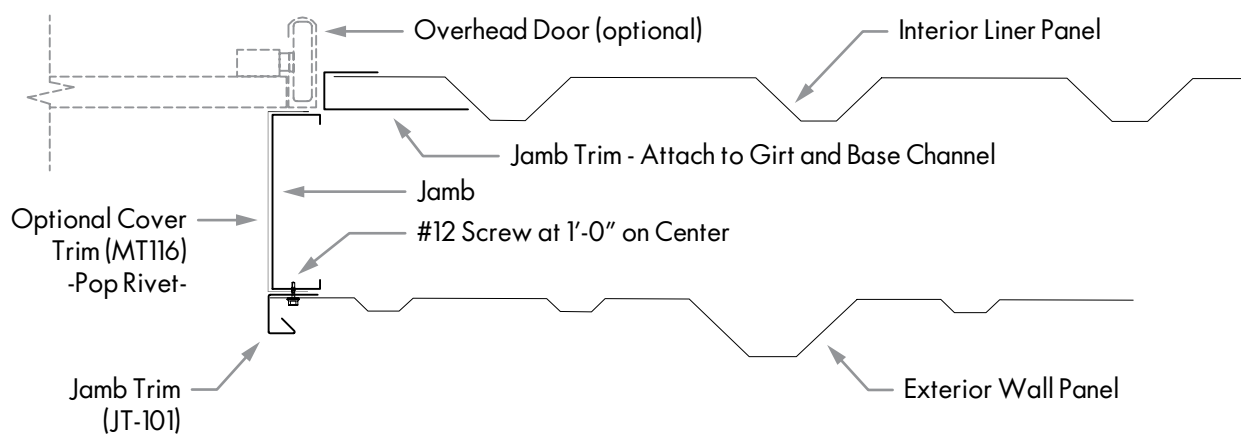 Overhead Door (optional)
Interior Liner Panel
Jamb Trim - Attach to Girt and Base Channel
Jamb
Optional Cover
Trim (MT116)
-Pop Rivet-
#12 Screw at 1’-0” on Center
Jamb Trim
(JT-101)
Exterior Wall Panel